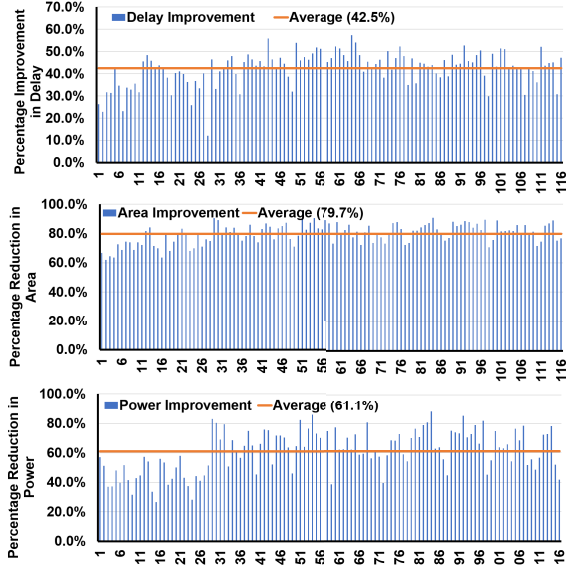 Percentage Improvement
in Delay
70.0%
60.0%
50.0%
40.0%
30.0%
20.0%
10.0%
0.0%
Delay Improvement
Average (42.5%)
1 6 11 16 21 26 31 36 41 46 51 56 61 66 71 76 81 86 91 96 101 106 111 116
Percentage Reduction in
Area
100.0%
80.0%
60.0%
40.0%
20.0%
0.0%
Area Improvement
Average (79.7%)
1 6 11 16 21 26 31 36 41 46 51 56 61 66 71 76 81 86 91 96 101 106 111 116
Percentage Reduction in
Power
100.0%
80.0%
60.0%
40.0%
20.0%
0.0%
Power Improvement
Average (61.1%)
1 6 11 16 21 26 31 36 41 46 51 56 61 66 71 76 81 86 91 96 01 06 11 16